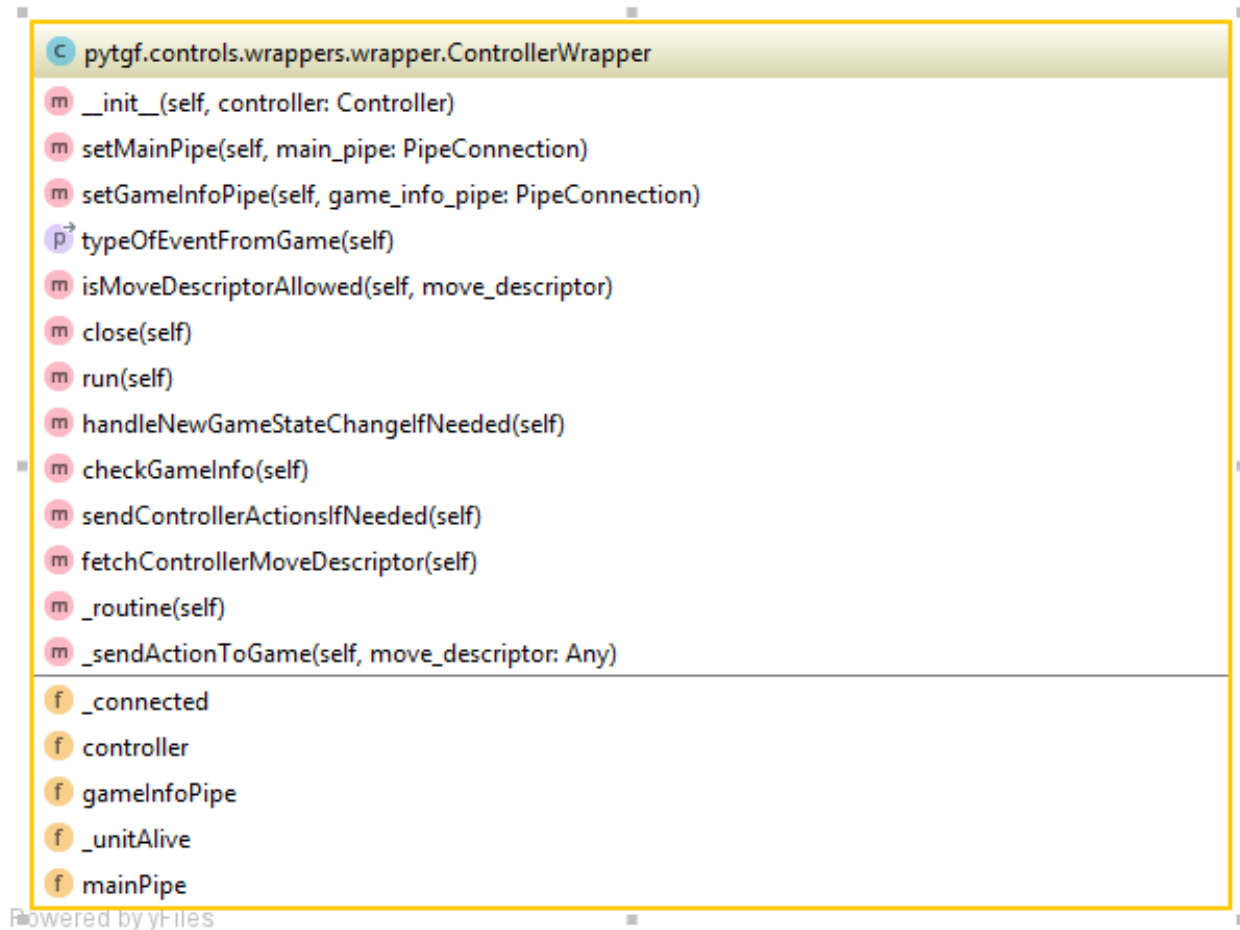 C pytgf.controls.wrappers.wrapper.ControllerWrapper
m __init__(self, controller: Controller)
m setMainPipe(self, main_pipe: PipeConnection)
m setGameInfoPipe(self, game_info_pipe: PipeConnection)
p typeOfEventFromGame(self)
m isMoveDescriptorAllowed(self, move_descriptor)
m close(self)
m run(self)
m handleNewGameStateChangeIfNeeded(self)
m checkGameInfo(self)
m sendControllerActionsIfNeeded(self)
m fetchControllerMoveDescriptor(self)
m _routine(self)
m _sendActionToGame(self, move_descriptor: Any)
f _connected
f controller
f gameInfoPipe
f _unitAlive
f mainPipe
Powered by yFiles